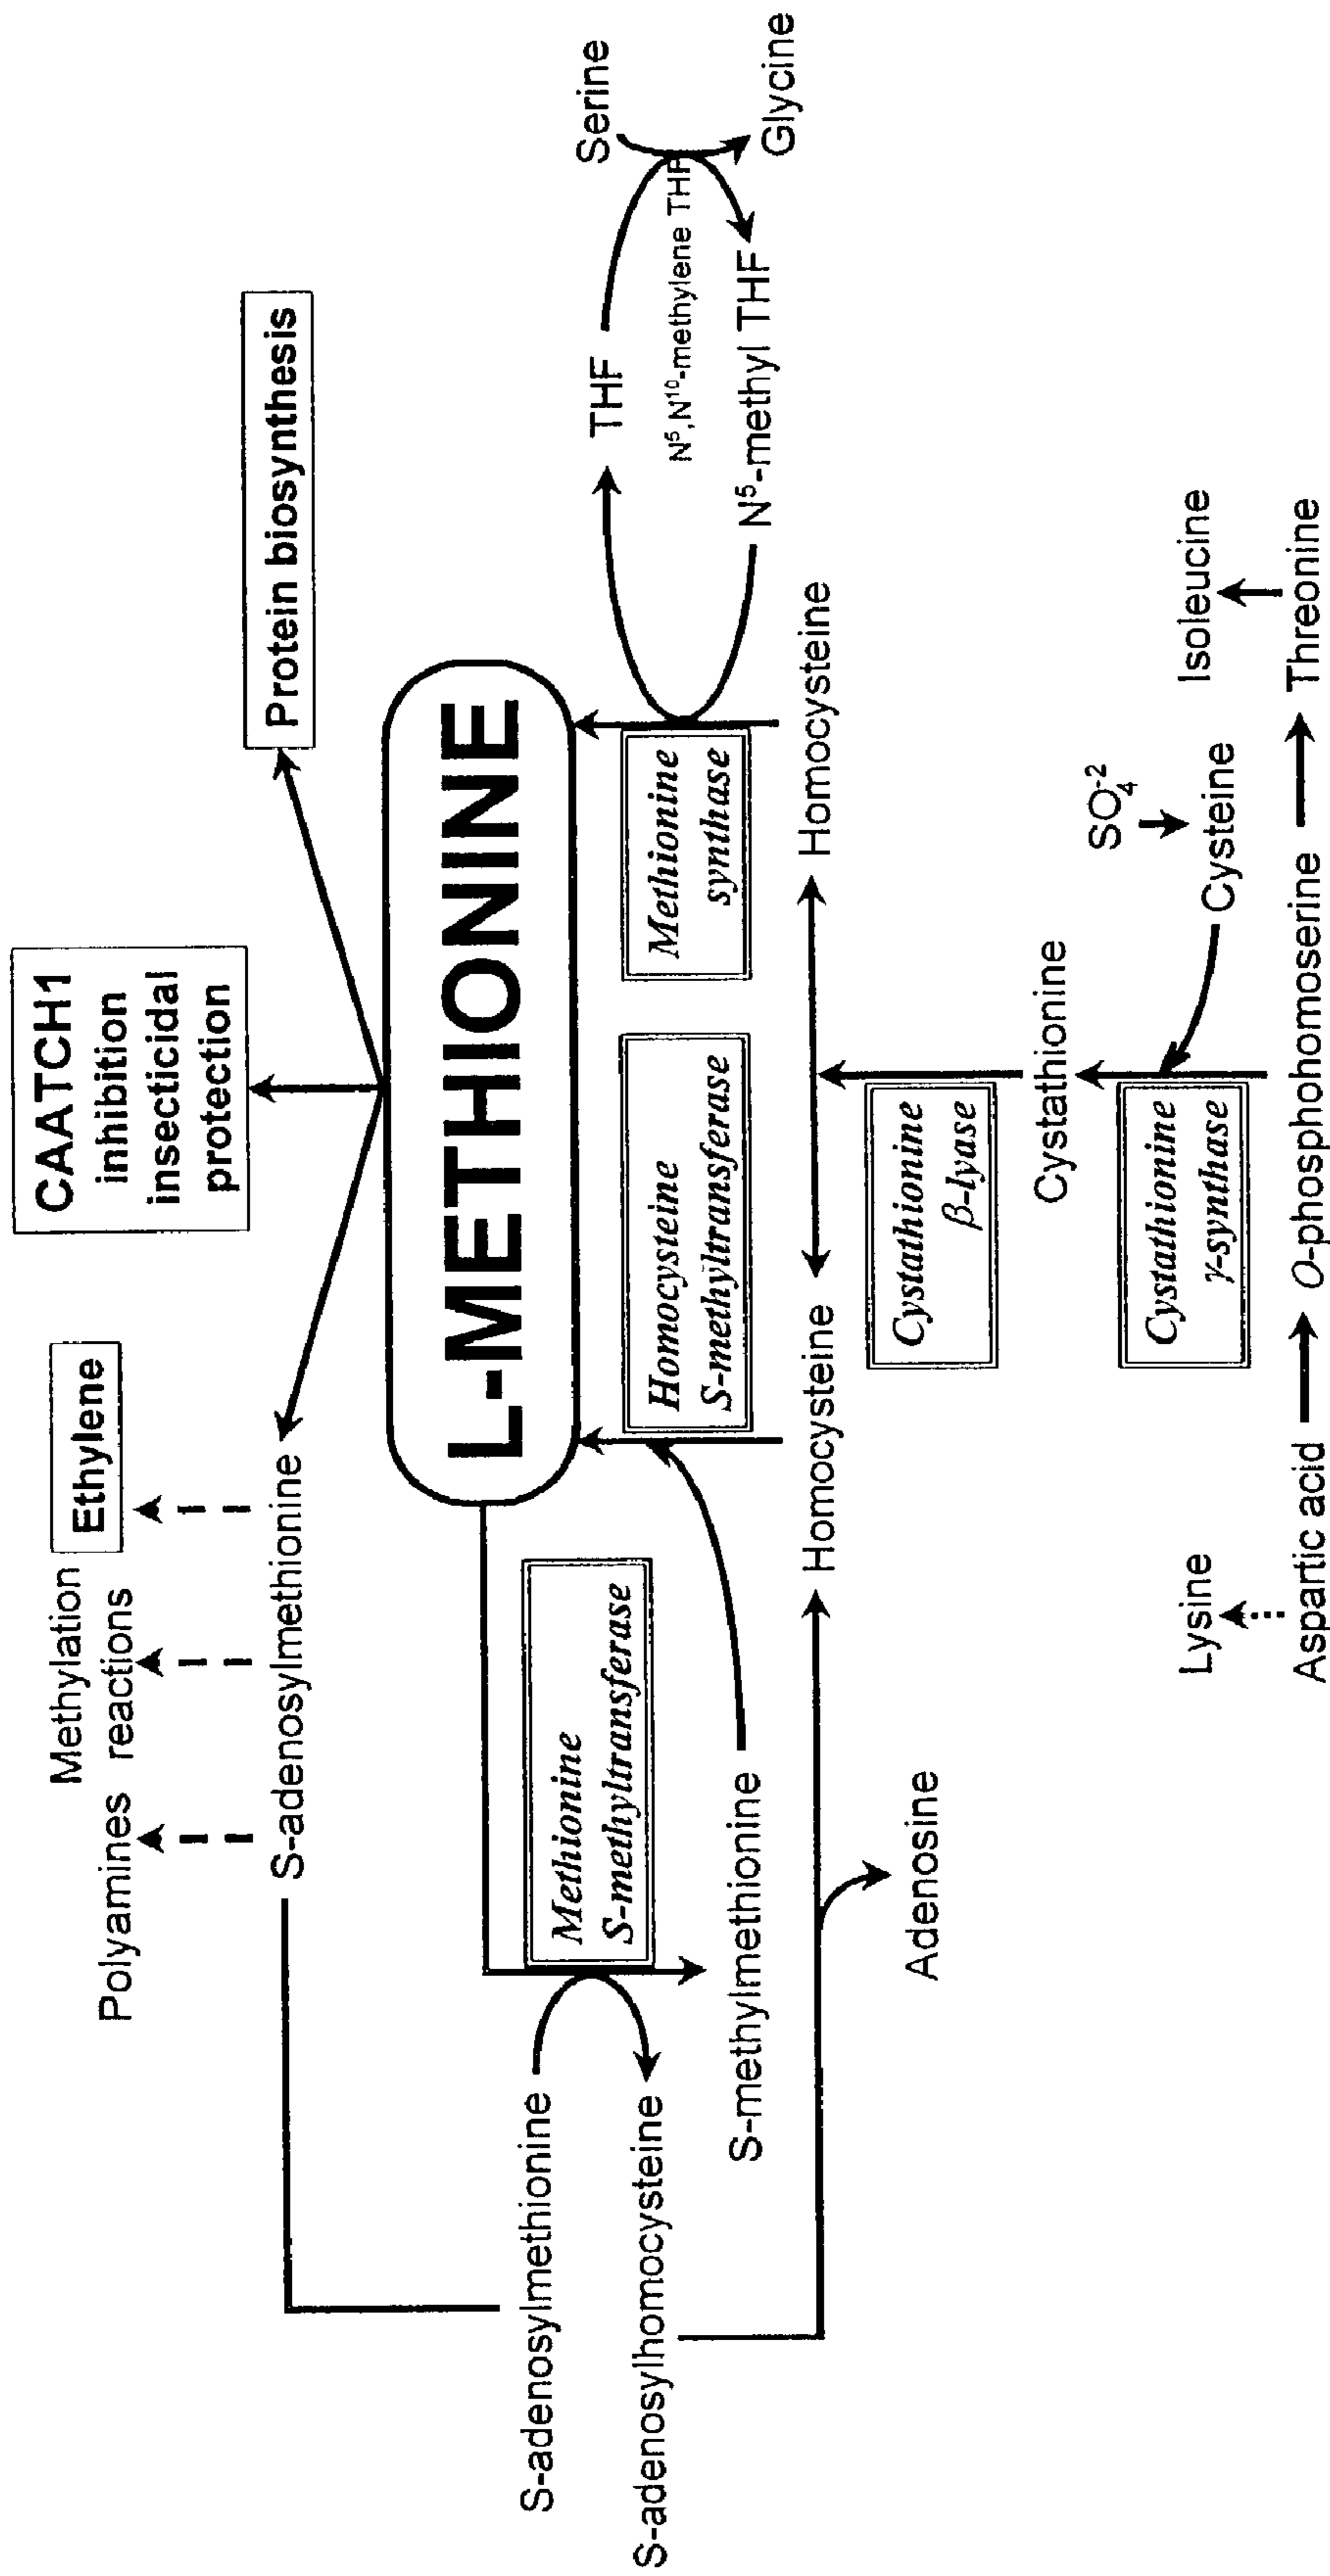 CAATCH1
inhibition
insecticidal
protection
Methylation
Ethylene
Polyamines
reactions
Protein biosynthesis
S-adenosylmethionine
L-METHIONINE
S-adenosylmethionine
Methionine
S-methyltransferase
Homocysteine
S-methyltransferase
Methionine
synthase
THF
Serine
N⁵,N¹⁰-methylene THF
S-adenosylhomocysteine
S-methylmethionine
N⁵-methyl THF
Glycine
Homocysteine
Homocysteine
Adenosine
Cystathionine
β-lyase
Cystathionine
SO₄⁻²
Cystathionine
γ-synthase
Cysteine
Lysine
Isoleucine
Aspartic acid
O-phosphomoserine
Threonine